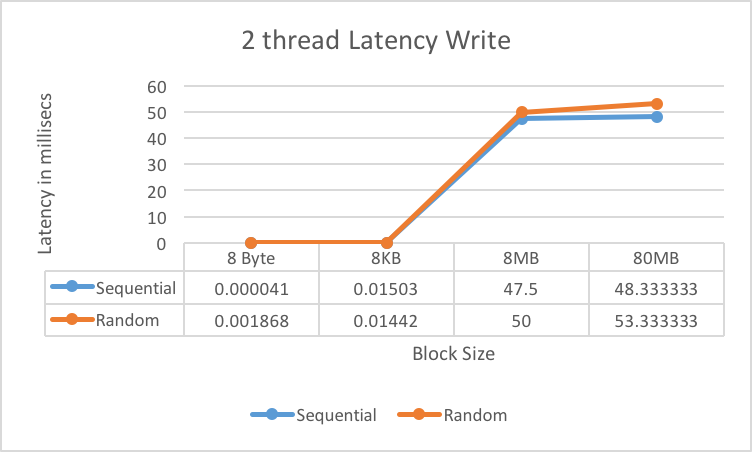 2 thread Latency Write
Latency in millisecs
60
50
40
30
20
10
0
8 Byte 8KB 8MB 80MB
Sequential 0.000041 0.01503 47.5 48.333333
Random 0.001868 0.01442 50 53.333333
Block Size
Sequential Random